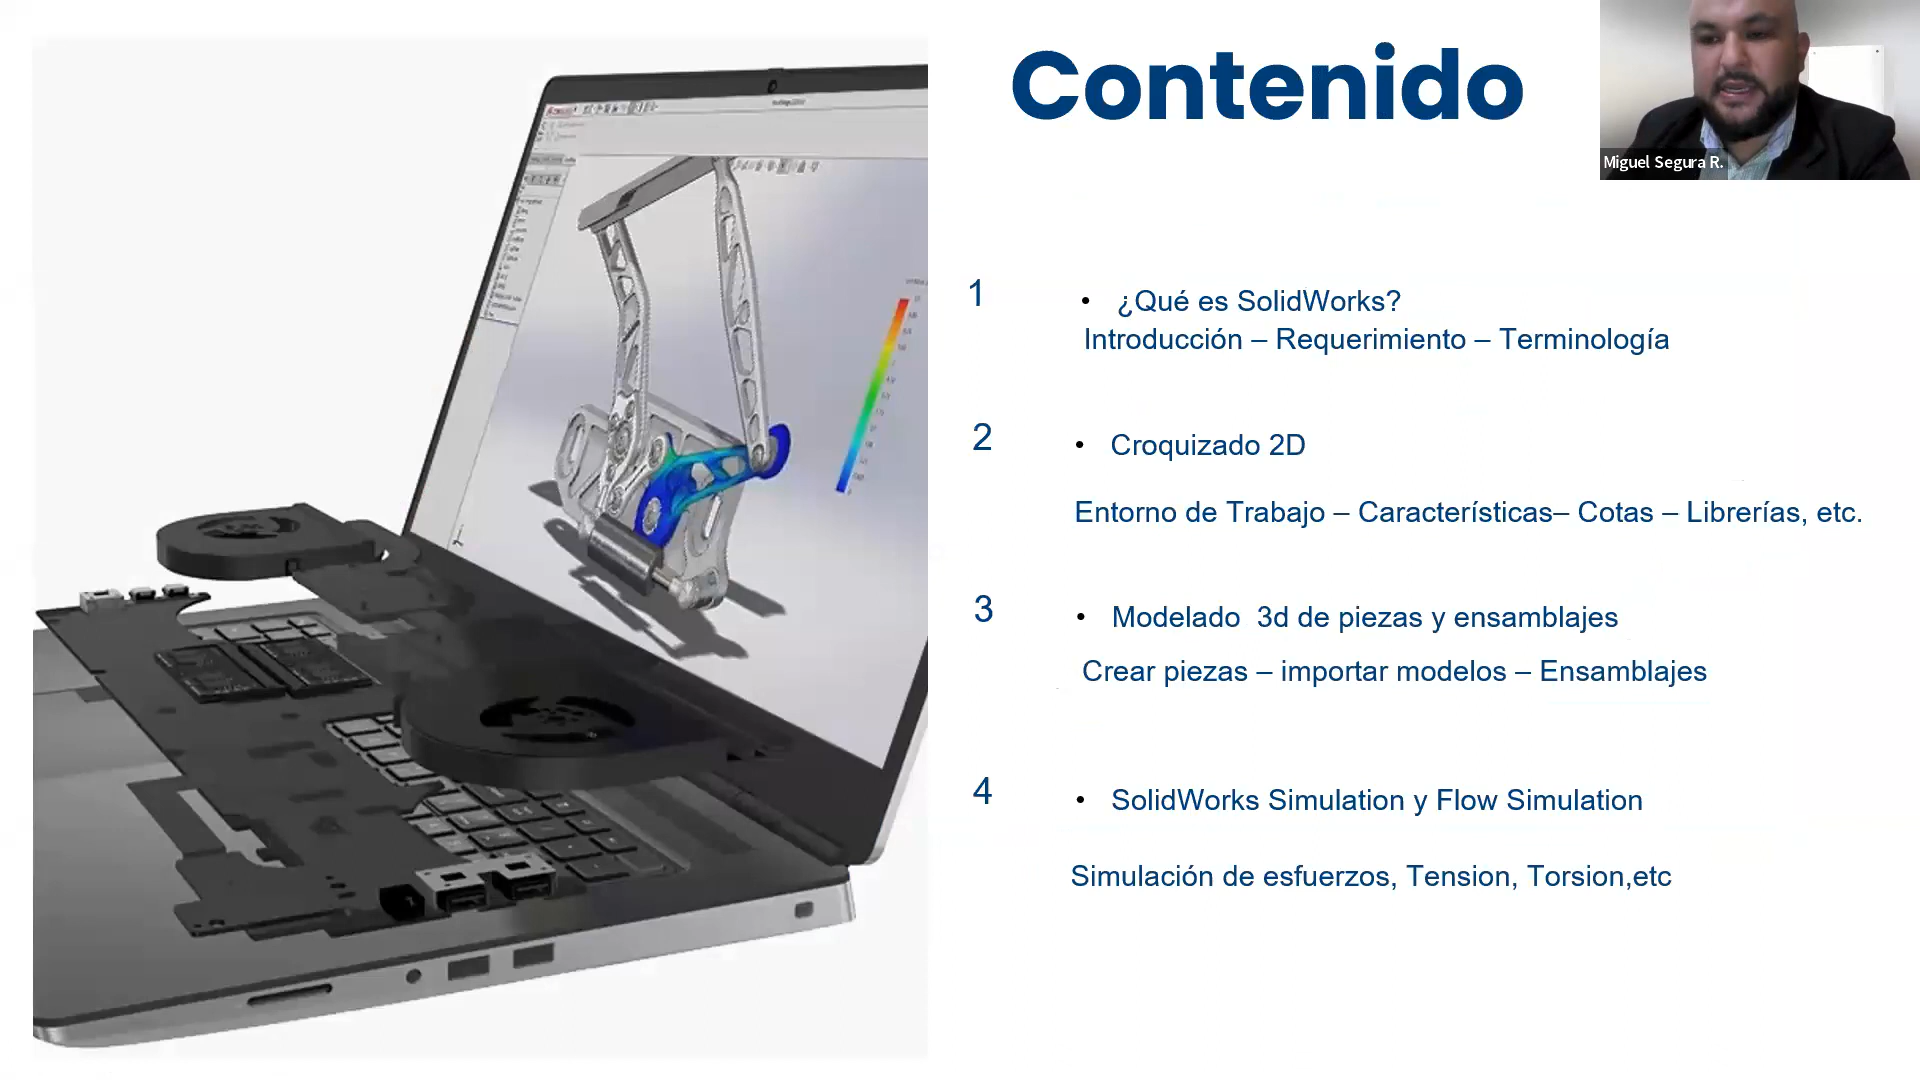 Contenido
Miguel Segura R.
1
• ¿Qué es SolidWorks?
Introducción – Requerimiento – Terminología
2
• Croquizado 2D
Entorno de Trabajo – Características– Cotas – Librerías, etc.
3
• Modelado  3d de piezas y ensamblajes
Crear piezas – importar modelos – Ensamblajes
4
• SolidWorks Simulation y Flow Simulation
Simulación de esfuerzos, Tension, Torsion,etc